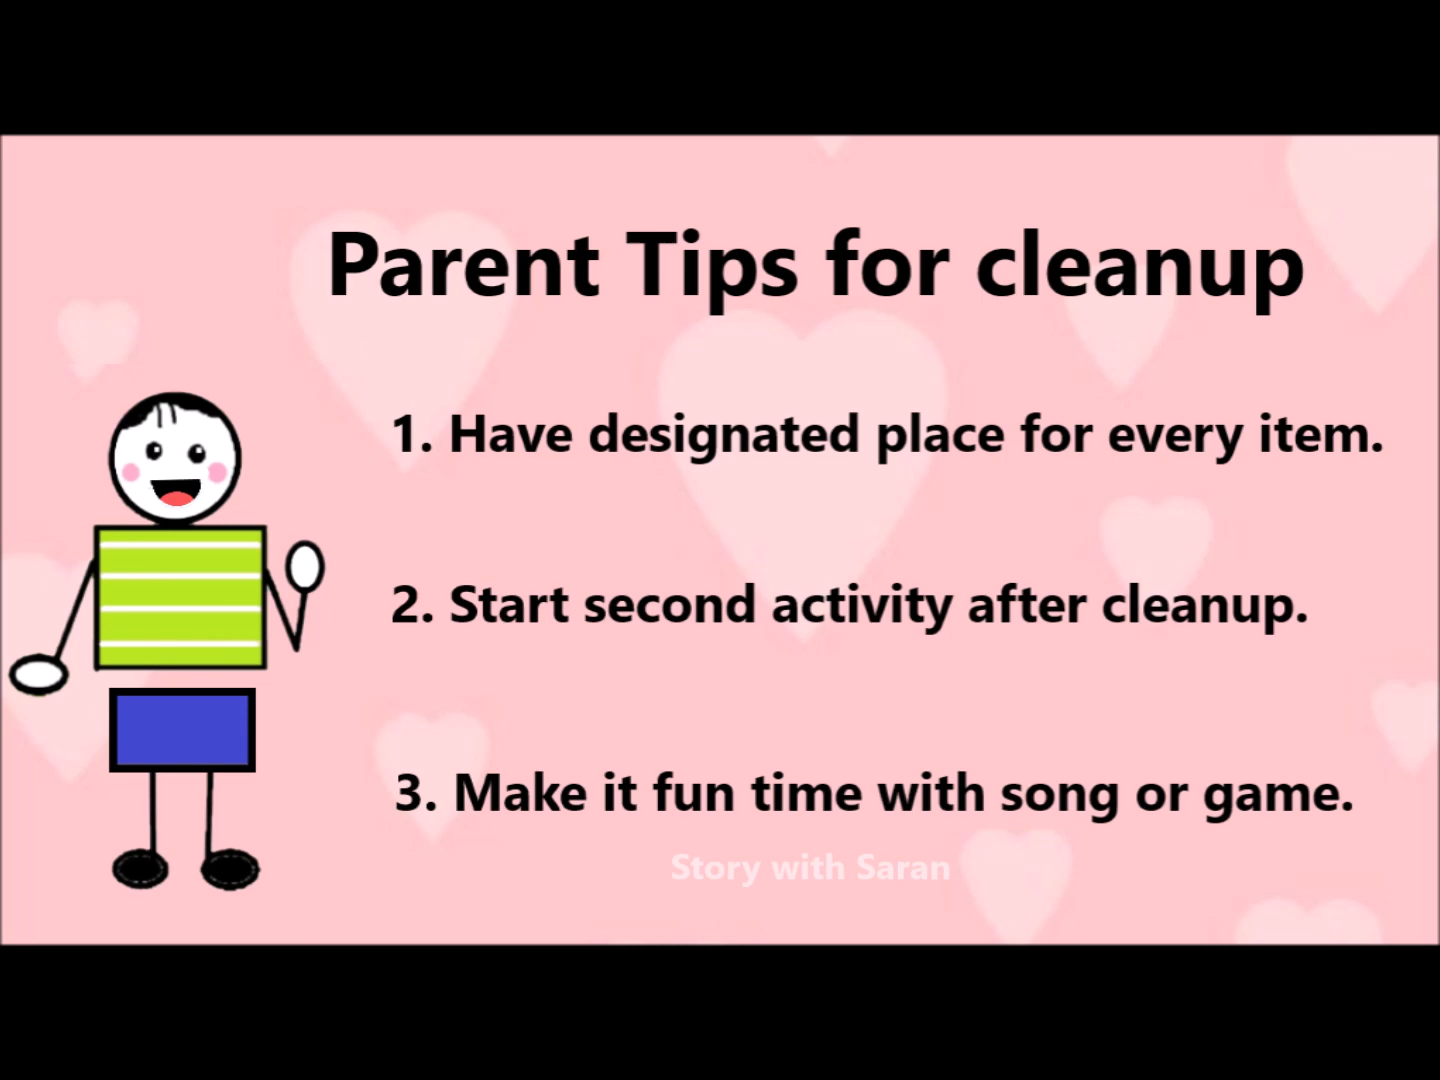 Parent Tips for cleanup
1. Have designated place for every item.
2. Start second activity after cleanup.
3. Make it fun time with song or game.
Story with Saran